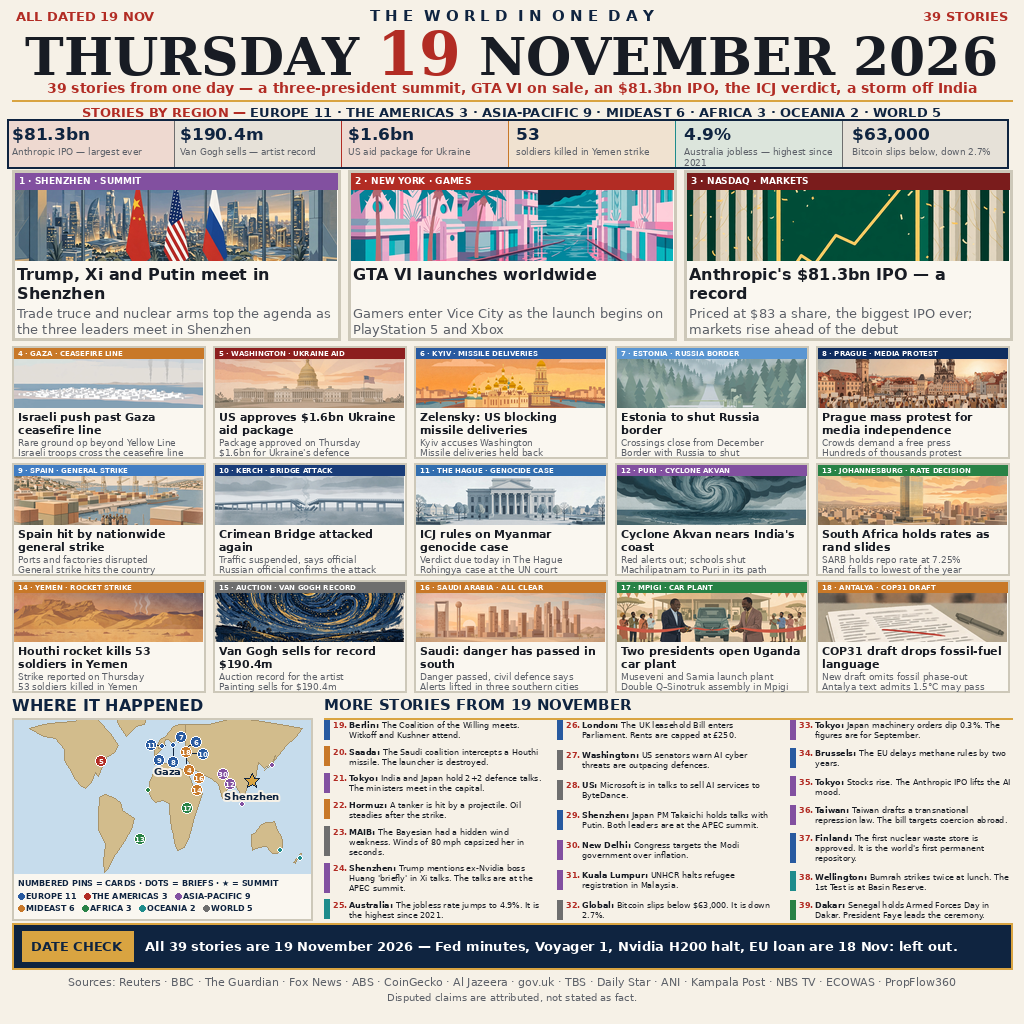 ALL DATED 19 NOV
THE WORLD IN ONE DAY
39 STORIES
THURSDAY 19 NOVEMBER 2026
39 stories from one day — a three-president summit, GTA VI on sale, an $81.3bn IPO, the ICJ verdict, a storm off India
STORIES BY REGION — EUROPE 11 · THE AMERICAS 3 · ASIA-PACIFIC 9 · MIDEAST 6 · AFRICA 3 · OCEANIA 2 · WORLD 5
$81.3bn
Anthropic IPO — largest ever
$190.4m
Van Gogh sells — artist record
$1.6bn
US aid package for Ukraine
53
soldiers killed in Yemen strike
4.9%
Australia jobless — highest since
2021
$63,000
Bitcoin slips below, down 2.7%
1 · SHENZHEN · SUMMIT
Trump, Xi and Putin meet in
Shenzhen
Trade truce and nuclear arms top the agenda as
the three leaders meet in Shenzhen
2 · NEW YORK · GAMES
GTA VI launches worldwide
Gamers enter Vice City as the launch begins on
PlayStation 5 and Xbox
3 · NASDAQ · MARKETS
Anthropic's $81.3bn IPO — a
record
Priced at $83 a share, the biggest IPO ever;
markets rise ahead of the debut
4 · GAZA · CEASEFIRE LINE
Israeli push past Gaza
ceasefire line
Rare ground op beyond Yellow Line
Israeli troops cross the ceasefire line
5 · WASHINGTON · UKRAINE AID
US approves $1.6bn Ukraine
aid package
Package approved on Thursday
$1.6bn for Ukraine's defence
6 · KYIV · MISSILE DELIVERIES
Zelensky: US blocking
missile deliveries
Kyiv accuses Washington
Missile deliveries held back
7 · ESTONIA · RUSSIA BORDER
Estonia to shut Russia
border
Crossings close from December
Border with Russia to shut
8 · PRAGUE · MEDIA PROTEST
Prague mass protest for
media independence
Crowds demand a free press
Hundreds of thousands protest
9 · SPAIN · GENERAL STRIKE
Spain hit by nationwide
general strike
Ports and factories disrupted
General strike hits the country
10 · KERCH · BRIDGE ATTACK
Crimean Bridge attacked
again
Traffic suspended, says official
Russian official confirms the attack
11 · THE HAGUE · GENOCIDE CASE
ICJ rules on Myanmar
genocide case
Verdict due today in The Hague
Rohingya case at the UN court
12 · PURI · CYCLONE AKVAN
Cyclone Akvan nears India's
coast
Red alerts out; schools shut
Machilipatnam to Puri in its path
13 · JOHANNESBURG · RATE DECISION
South Africa holds rates as
rand slides
SARB holds repo rate at 7.25%
Rand falls to lowest of the year
14 · YEMEN · ROCKET STRIKE
Houthi rocket kills 53
soldiers in Yemen
Strike reported on Thursday
53 soldiers killed in Yemen
15 · AUCTION · VAN GOGH RECORD
Van Gogh sells for record
$190.4m
Auction record for the artist
Painting sells for $190.4m
16 · SAUDI ARABIA · ALL CLEAR
Saudi: danger has passed in
south
Danger passed, civil defence says
Alerts lifted in three southern cities
17 · MPIGI · CAR PLANT
Two presidents open Uganda
car plant
Museveni and Samia launch plant
Double Q–Sinotruk assembly in Mpigi
18 · ANTALYA · COP31 DRAFT
COP31 draft drops fossil-fuel
language
New draft omits fossil phase-out
Antalya text admits 1.5°C may pass
WHERE IT HAPPENED
Gaza
Shenzhen
NUMBERED PINS = CARDS · DOTS = BRIEFS · ★ = SUMMIT
EUROPE 11 THE AMERICAS 3 ASIA-PACIFIC 9
MIDEAST 6 AFRICA 3 OCEANIA 2 WORLD 5
MORE STORIES FROM 19 NOVEMBER
19. Berlin: The Coalition of the Willing meets.
Witkoff and Kushner attend.
20. Saada: The Saudi coalition intercepts a Houthi
missile. The launcher is destroyed.
21. Tokyo: India and Japan hold 2+2 defence talks.
The ministers meet in the capital.
22. Hormuz: A tanker is hit by a projectile. Oil
steadies after the strike.
23. MAIB: The Bayesian had a hidden wind
weakness. Winds of 80 mph capsized her in
seconds.
24. Shenzhen: Trump mentions ex-Nvidia boss
Huang 'briefly' in Xi talks. The talks are at the
APEC summit.
25. Australia: The jobless rate jumps to 4.9%. It is
the highest since 2021.
26. London: The UK leasehold Bill enters
Parliament. Rents are capped at £250.
27. Washington: US senators warn AI cyber
threats are outpacing defences.
28. US: Microsoft is in talks to sell AI services to
ByteDance.
29. Shenzhen: Japan PM Takaichi holds talks with
Putin. Both leaders are at the APEC summit.
30. New Delhi: Congress targets the Modi
government over inflation.
31. Kuala Lumpur: UNHCR halts refugee
registration in Malaysia.
32. Global: Bitcoin slips below $63,000. It is down
2.7%.
33. Tokyo: Japan machinery orders dip 0.3%. The
figures are for September.
34. Brussels: The EU delays methane rules by two
years.
35. Tokyo: Stocks rise. The Anthropic IPO lifts the AI
mood.
36. Taiwan: Taiwan drafts a transnational
repression law. The bill targets coercion abroad.
37. Finland: The first nuclear waste store is
approved. It is the world's first permanent
repository.
38. Wellington: Bumrah strikes twice at lunch. The
1st Test is at Basin Reserve.
39. Dakar: Senegal holds Armed Forces Day in
Dakar. President Faye leads the ceremony.
DATE CHECK
All 39 stories are 19 November 2026 — Fed minutes, Voyager 1, Nvidia H200 halt, EU loan are 18 Nov: left out.
Sources: Reuters · BBC · The Guardian · Fox News · ABS · CoinGecko · Al Jazeera · gov.uk · TBS · Daily Star · ANI · Kampala Post · NBS TV · ECOWAS · PropFlow360
Disputed claims are attributed, not stated as fact.